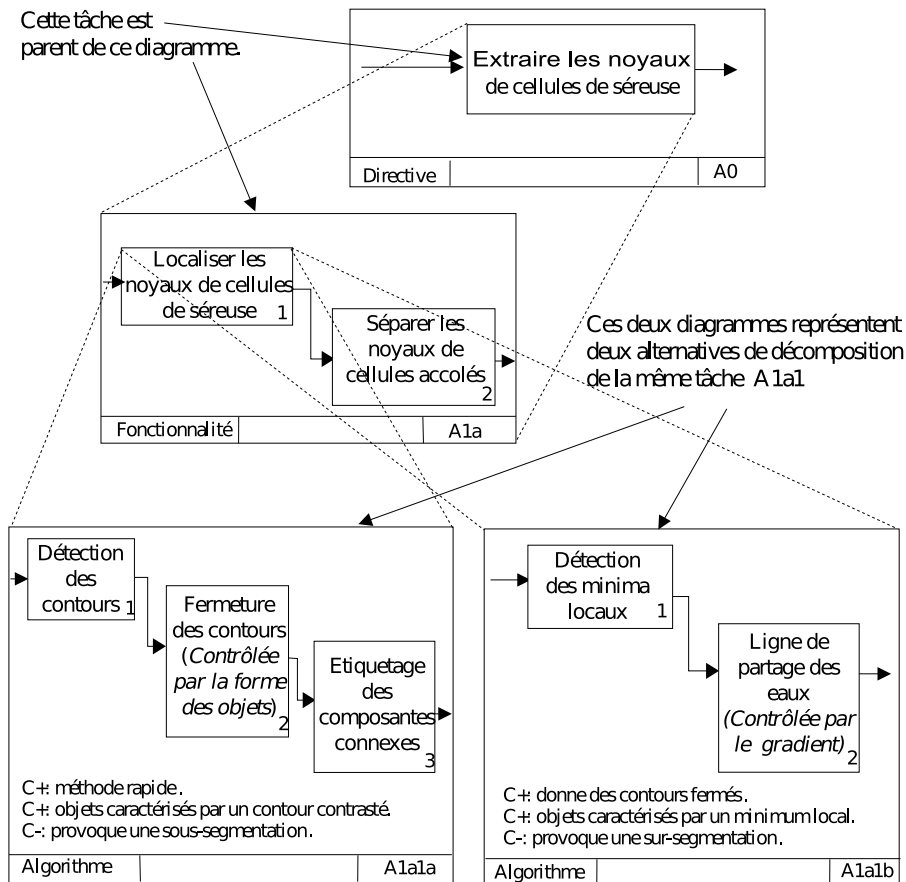 Cette tâche est
parent de ce diagramme.
Extraire les noyaux
de cellules de séreuse
Directive
A0
Localiser les
noyaux de cellules
de séreuse
1
Séparer les
noyaux de
cellules accolés
2
Fonctionnalité
A1a
Ces deux diagrammes représentent
deux alternatives de décomposition
de la même tâche A1a1
Détection
des
contours
1
Fermeture
des contours
(Contrôlée
par la forme
des objets)
2
Etiquetage
des
composantes
connexes
3
C+: méthode rapide.
C+: objets caractérisés par un contour contrasté.
C-: provoque une sous-segmentation.
Algorithme
A1a1a
Détection
des minima
locaux
1
Ligne de
partage des
eaux
(Contrôlée par
le gradient)
2
C+: donne des contours fermés.
C+: objets caractérisés par un minimum local.
C-: provoque une sur-segmentation.
Algorithme
A1a1b